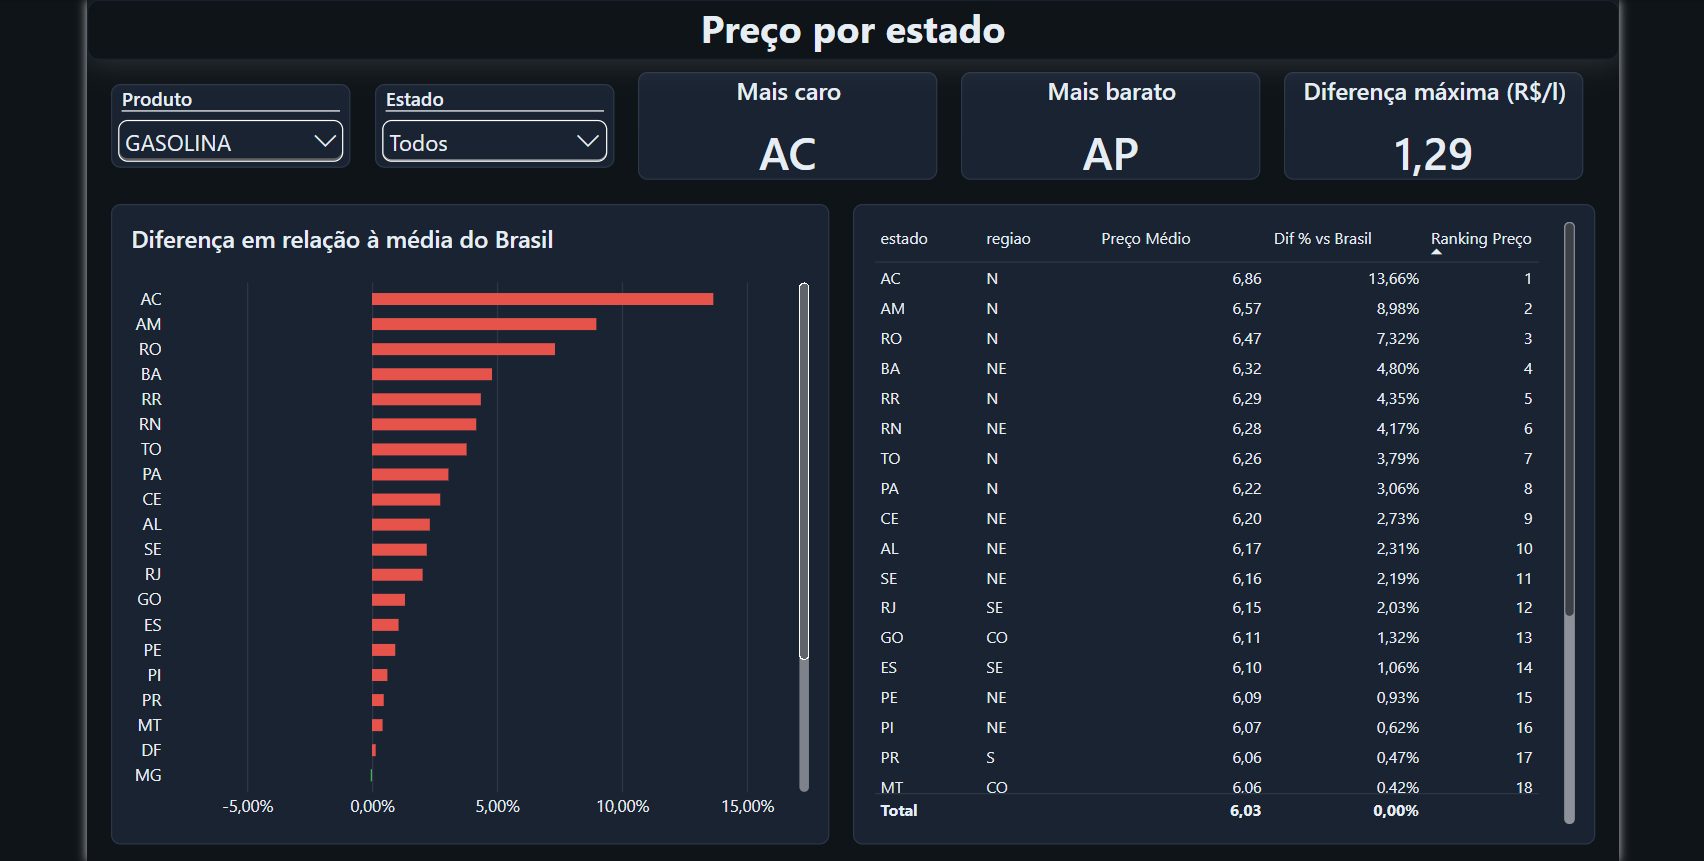 Preço por estado
Produto
GASOLINA
Estado
Todos
Mais caro
AC
Mais barato
AP
Diferença máxima (R$/l)
1,29
Diferença em relação à média do Brasil
AC
AM
RO
BA
RR
RN
TO
PA
CE
AL
SE
RJ
GO
ES
PE
PI
PR
MT
DF
MG
-5,00% 0,00% 5,00% 10,00% 15,00%
estado regiao Preço Médio Dif % vs Brasil Ranking Preço
AC N 6,86 13,66% 1
AM N 6,57 8,98% 2
RO N 6,47 7,32% 3
BA NE 6,32 4,80% 4
RR N 6,29 4,35% 5
RN NE 6,28 4,17% 6
TO N 6,26 3,79% 7
PA N 6,22 3,06% 8
CE NE 6,20 2,73% 9
AL NE 6,17 2,31% 10
SE NE 6,16 2,19% 11
RJ SE 6,15 2,03% 12
GO CO 6,11 1,32% 13
ES SE 6,10 1,06% 14
PE NE 6,09 0,93% 15
PI NE 6,07 0,62% 16
PR S 6,06 0,47% 17
MT CO 6,06 0,42% 18
Total 6,03 0,00%